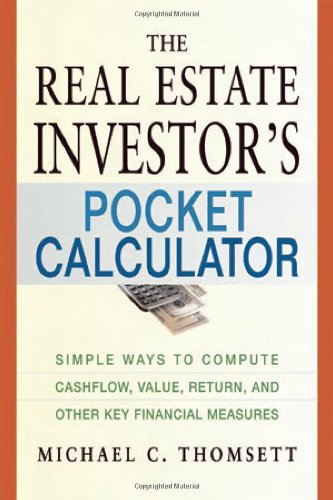 THE
REAL ESTATE
INVESTOR'S
POCKET
CALCULATOR
SIMPLE WAYS TO COMPUTE
CASHFLOW, VALUE, RETURN, AND
OTHER KEY FINANCIAL MEASURES
MICHAEL C. THOMSETT